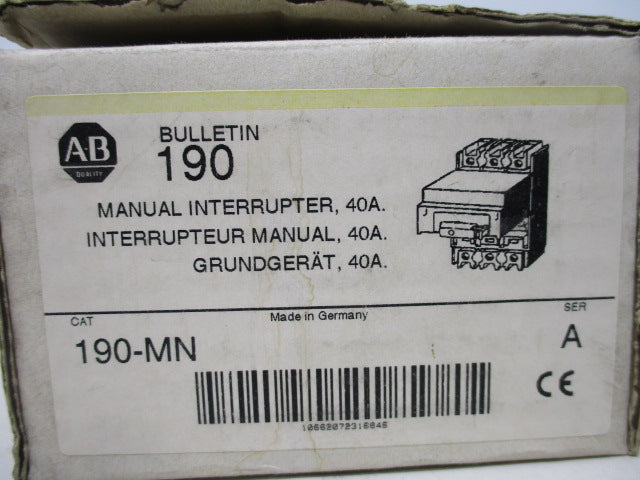 A-B
QUALITY
BULLETIN
190
MANUAL INTERRUPTER, 40A.
INTERRUPTEUR MANUAL, 40A.
GRUNDGERÄT, 40A.
Made in Germany
CAT
SER
190-MN
A
CE
10662072316846